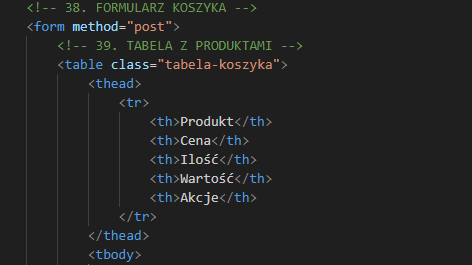 <!-- 38. FORMULARZ KOSZYKA -->
<form method="post">
<!-- 39. TABELA Z PRODUKTAMI -->
<table class="tabela-koszyka">
<thead>
<tr>
<th>Produkt</th>
<th>Cena</th>
<th>Ilość</th>
<th>Wartość</th>
<th>Akcje</th>
</tr>
</thead>
<tbody>